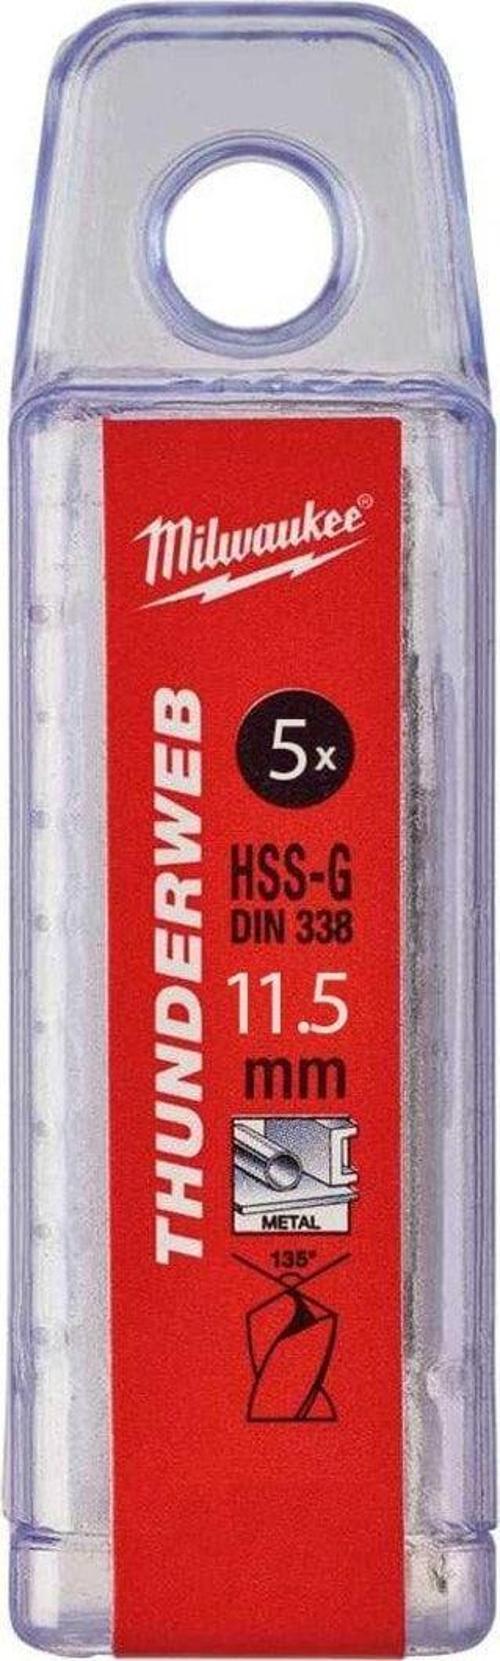 Milwaukee®
THUNDERWEB
5x
HSS-G
DIN 338
11.5
mm
METAL
135°